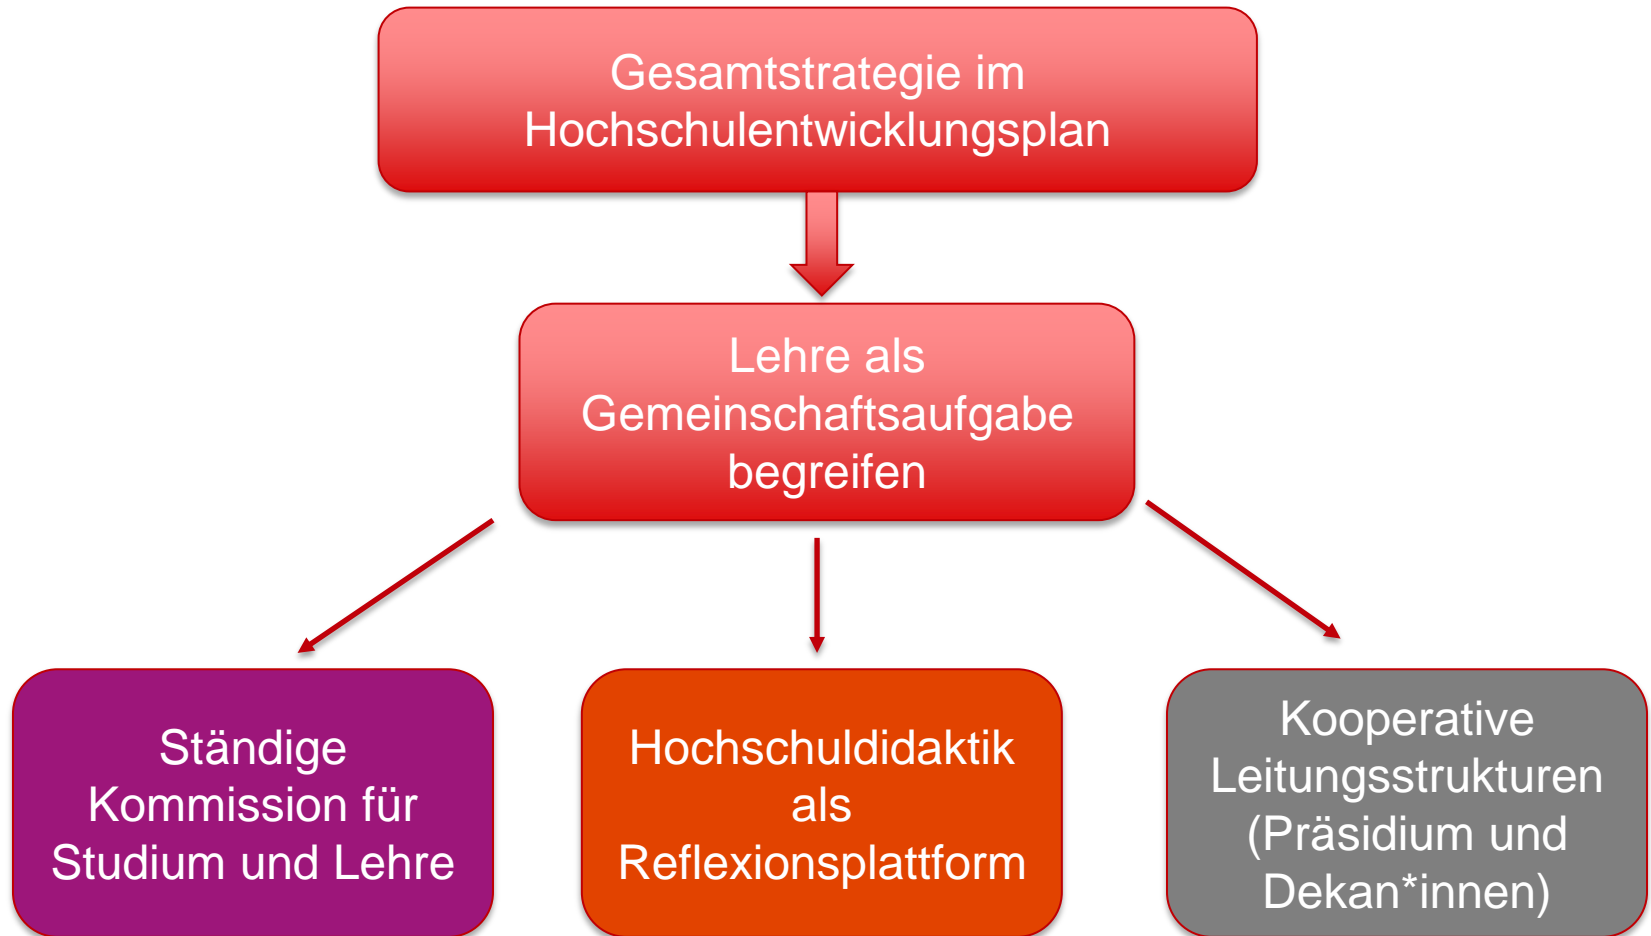 Gesamtstrategie im
Hochschulentwicklungsplan
Lehre als
Gemeinschaftsaufgabe
begreifen
Ständige
Kommission für
Studium und Lehre
Hochschuldidaktik
als
Reflexionsplattform
Kooperative
Leitungsstrukturen
(Präsidium und
Dekan*innen)